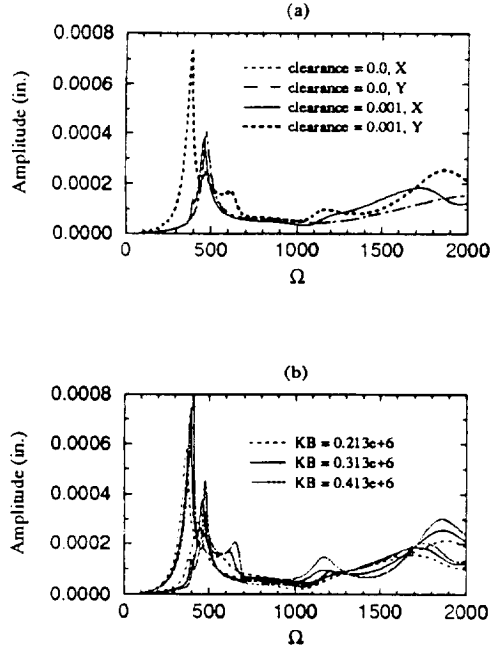 (a)
0.0008
0.0006
0.0004
0.0002
0.0000
Amplitude (in.)
clearance = 0.0, X
clearance = 0.0, Y
clearance = 0.001, X
clearance = 0.001, Y
0 500 1000 1500 2000
Ω
(b)
0.0008
0.0006
0.0004
0.0002
0.0000
Amplitude (in.)
KB = 0.213e+6
KB = 0.313e+6
KB = 0.413e+6
0 500 1000 1500 2000
Ω